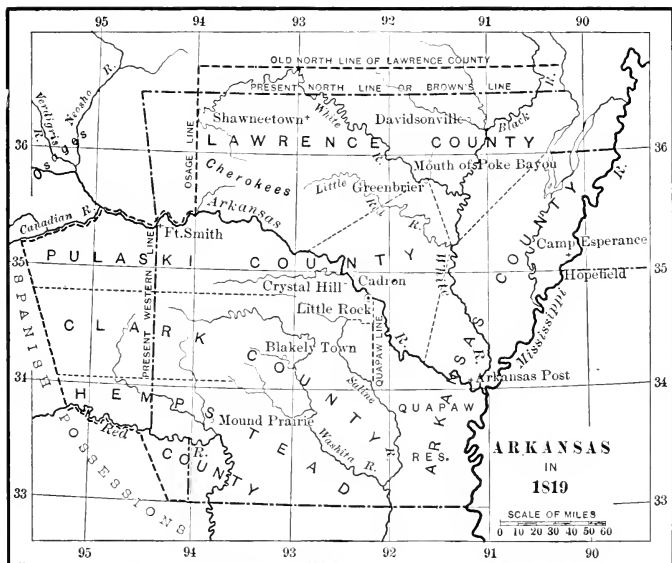 95 94 93 92 91 90
OLD NORTH LINE OF LAWRENCE COUNTY
PRESENT NORTH LINE OR BROWN'S LINE
Verdigris R.
Neosho R.
Osages
OSAGE LINE
Shawneetown
White R.
Davidsonville
Black R.
36
LAWRENCE COUNTY
36
Mouth of Poke Bayou
Cherokees
Little Red R.
Greenbrier
Arkansas R.
Canadian R.
Ft. Smith
White R.
Camp Esperance
Hopefield
35
PULASKI COUNTY
35
Crystal Hill
Cadron
Little Rock
PRESENT WESTERN LINE
QUAPAW LINE
SPANISH POSSESSIONS
CLARK COUNTY
Blakely Town
Saline
ARKANSAS COUNTY
Mississippi R.
34
Arkansas Post
34
HEMPSTEAD COUNTY
Mound Prairie
Washita R.
QUAPAW
RES.
Red R.
33
33
ARKANSAS
IN
1819
SCALE OF MILES
0 10 20 30 40 50 60
95 94 93 92 91 90